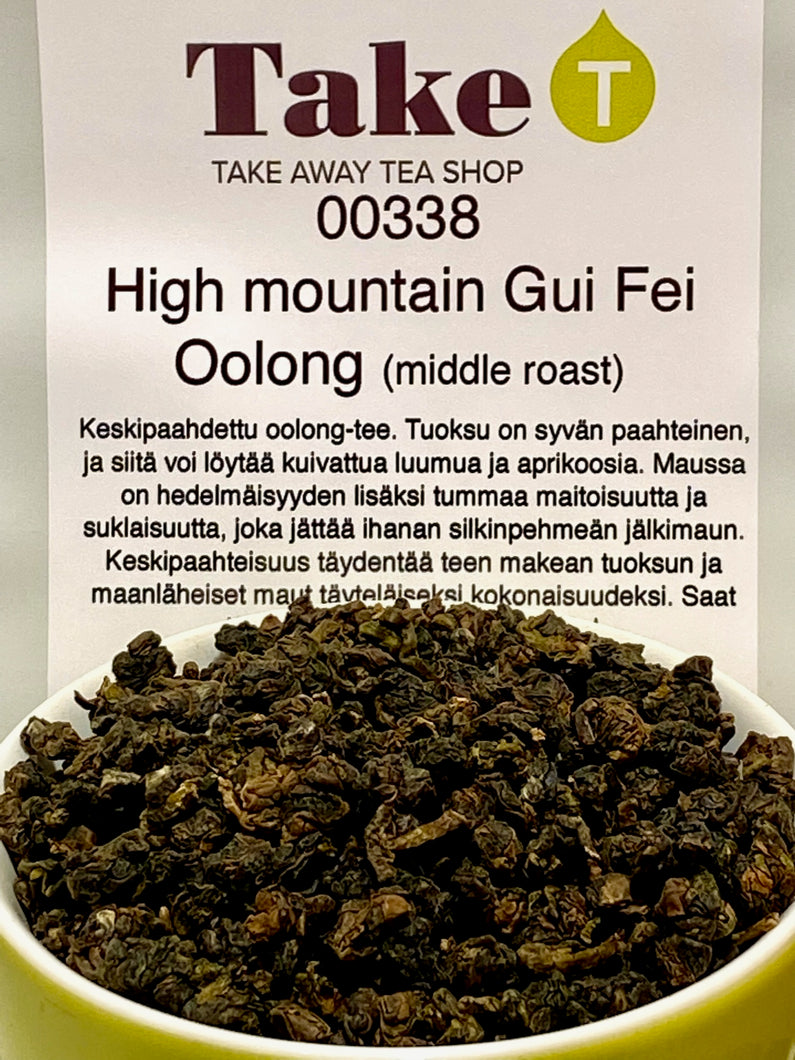 Take T
TAKE AWAY TEA SHOP
00338
High mountain Gui Fei
Oolong (middle roast)
Keskipaahdettu oolong-tee. Tuoksu on syvän paahteinen,
ja siitä voi löytää kuivattua luumua ja aprikoosia. Maussa
on hedelmäisyyden lisäksi tummaa maitoisuutta ja
suklaisuutta, joka jättää ihanan silkinpehmeän jälkimaun.
Keskipaahteisuus täydentää teen makean tuoksun ja
maanläheiset maut täyteläiseksi kokonaisuudeksi. Saat